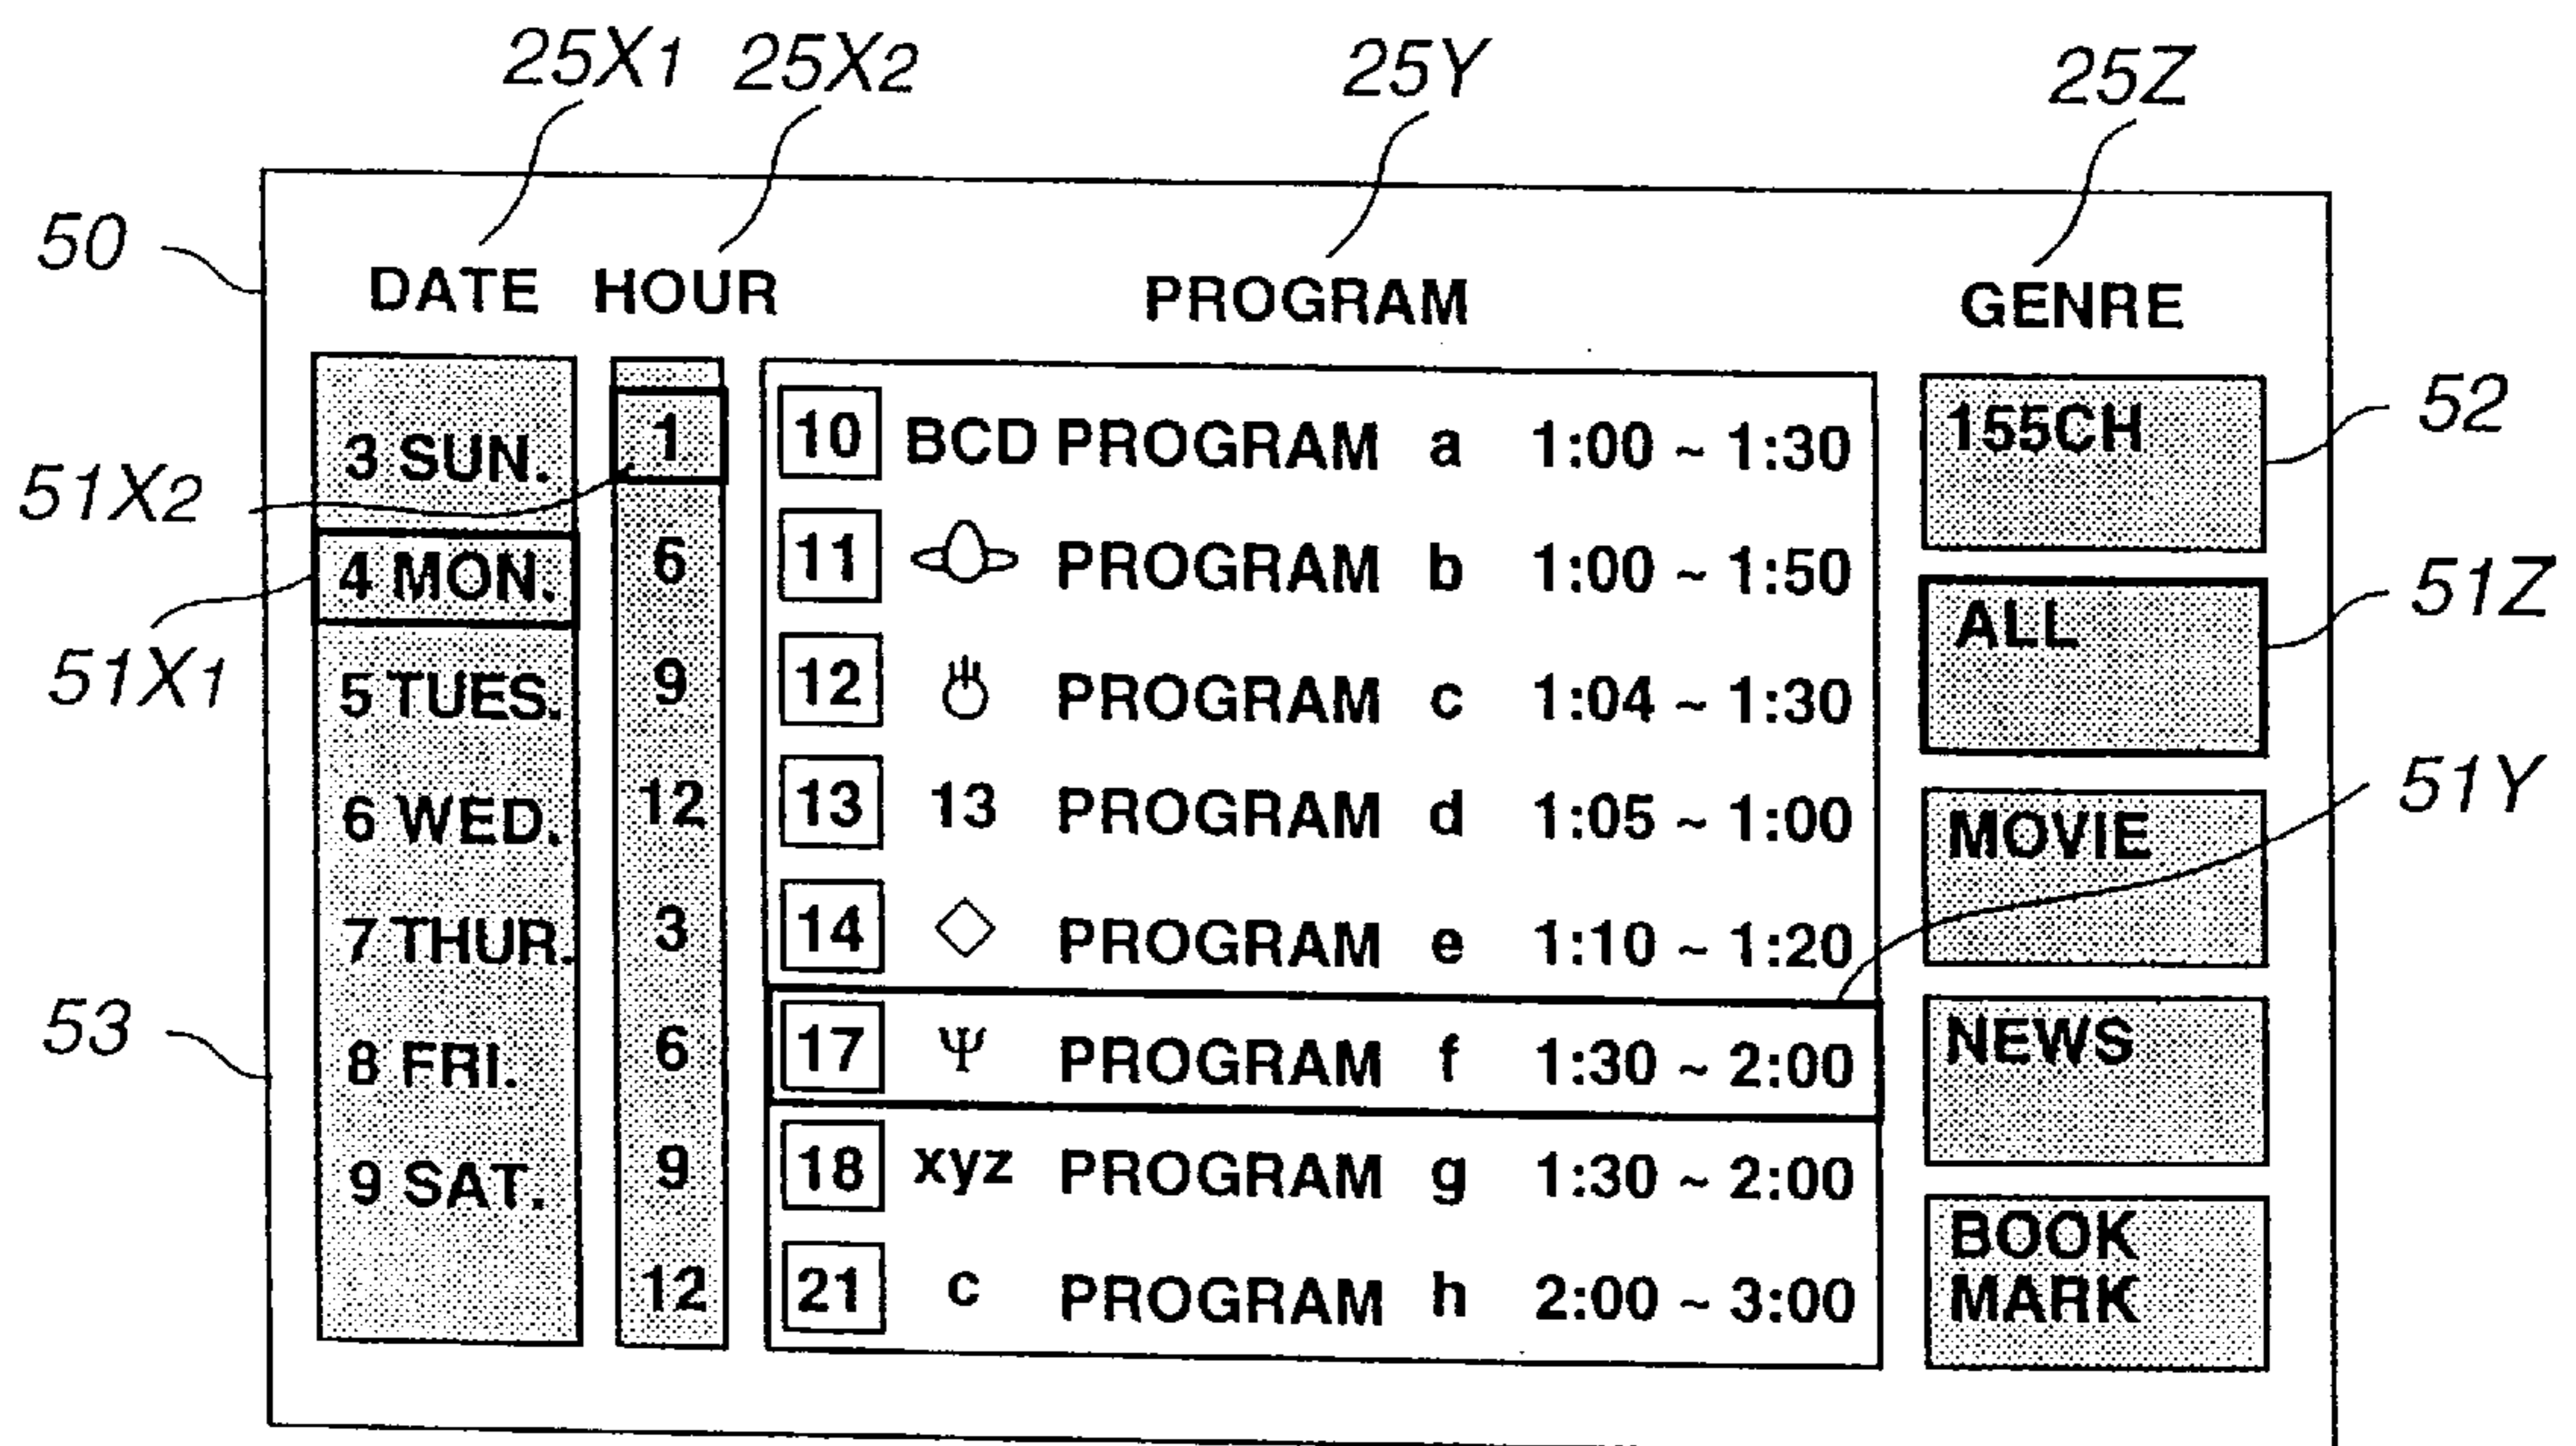 25X1 25X2 25Y 25Z
50
DATE HOUR PROGRAM GENRE
3 SUN.
4 MON.
5 TUES.
6 WED.
7 THUR.
8 FRI.
9 SAT.
1
6
9
12
3
6
9
12
10 BCD PROGRAM a 1:00 ~ 1:30
11 PROGRAM b 1:00 ~ 1:50
12 PROGRAM c 1:04 ~ 1:30
13 13 PROGRAM d 1:05 ~ 1:00
14 PROGRAM e 1:10 ~ 1:20
17 Ψ PROGRAM f 1:30 ~ 2:00
18 xyz PROGRAM g 1:30 ~ 2:00
21 c PROGRAM h 2:00 ~ 3:00
155CH
ALL
MOVIE
NEWS
BOOK
MARK
51X2
51X1
53
52
51Z
51Y